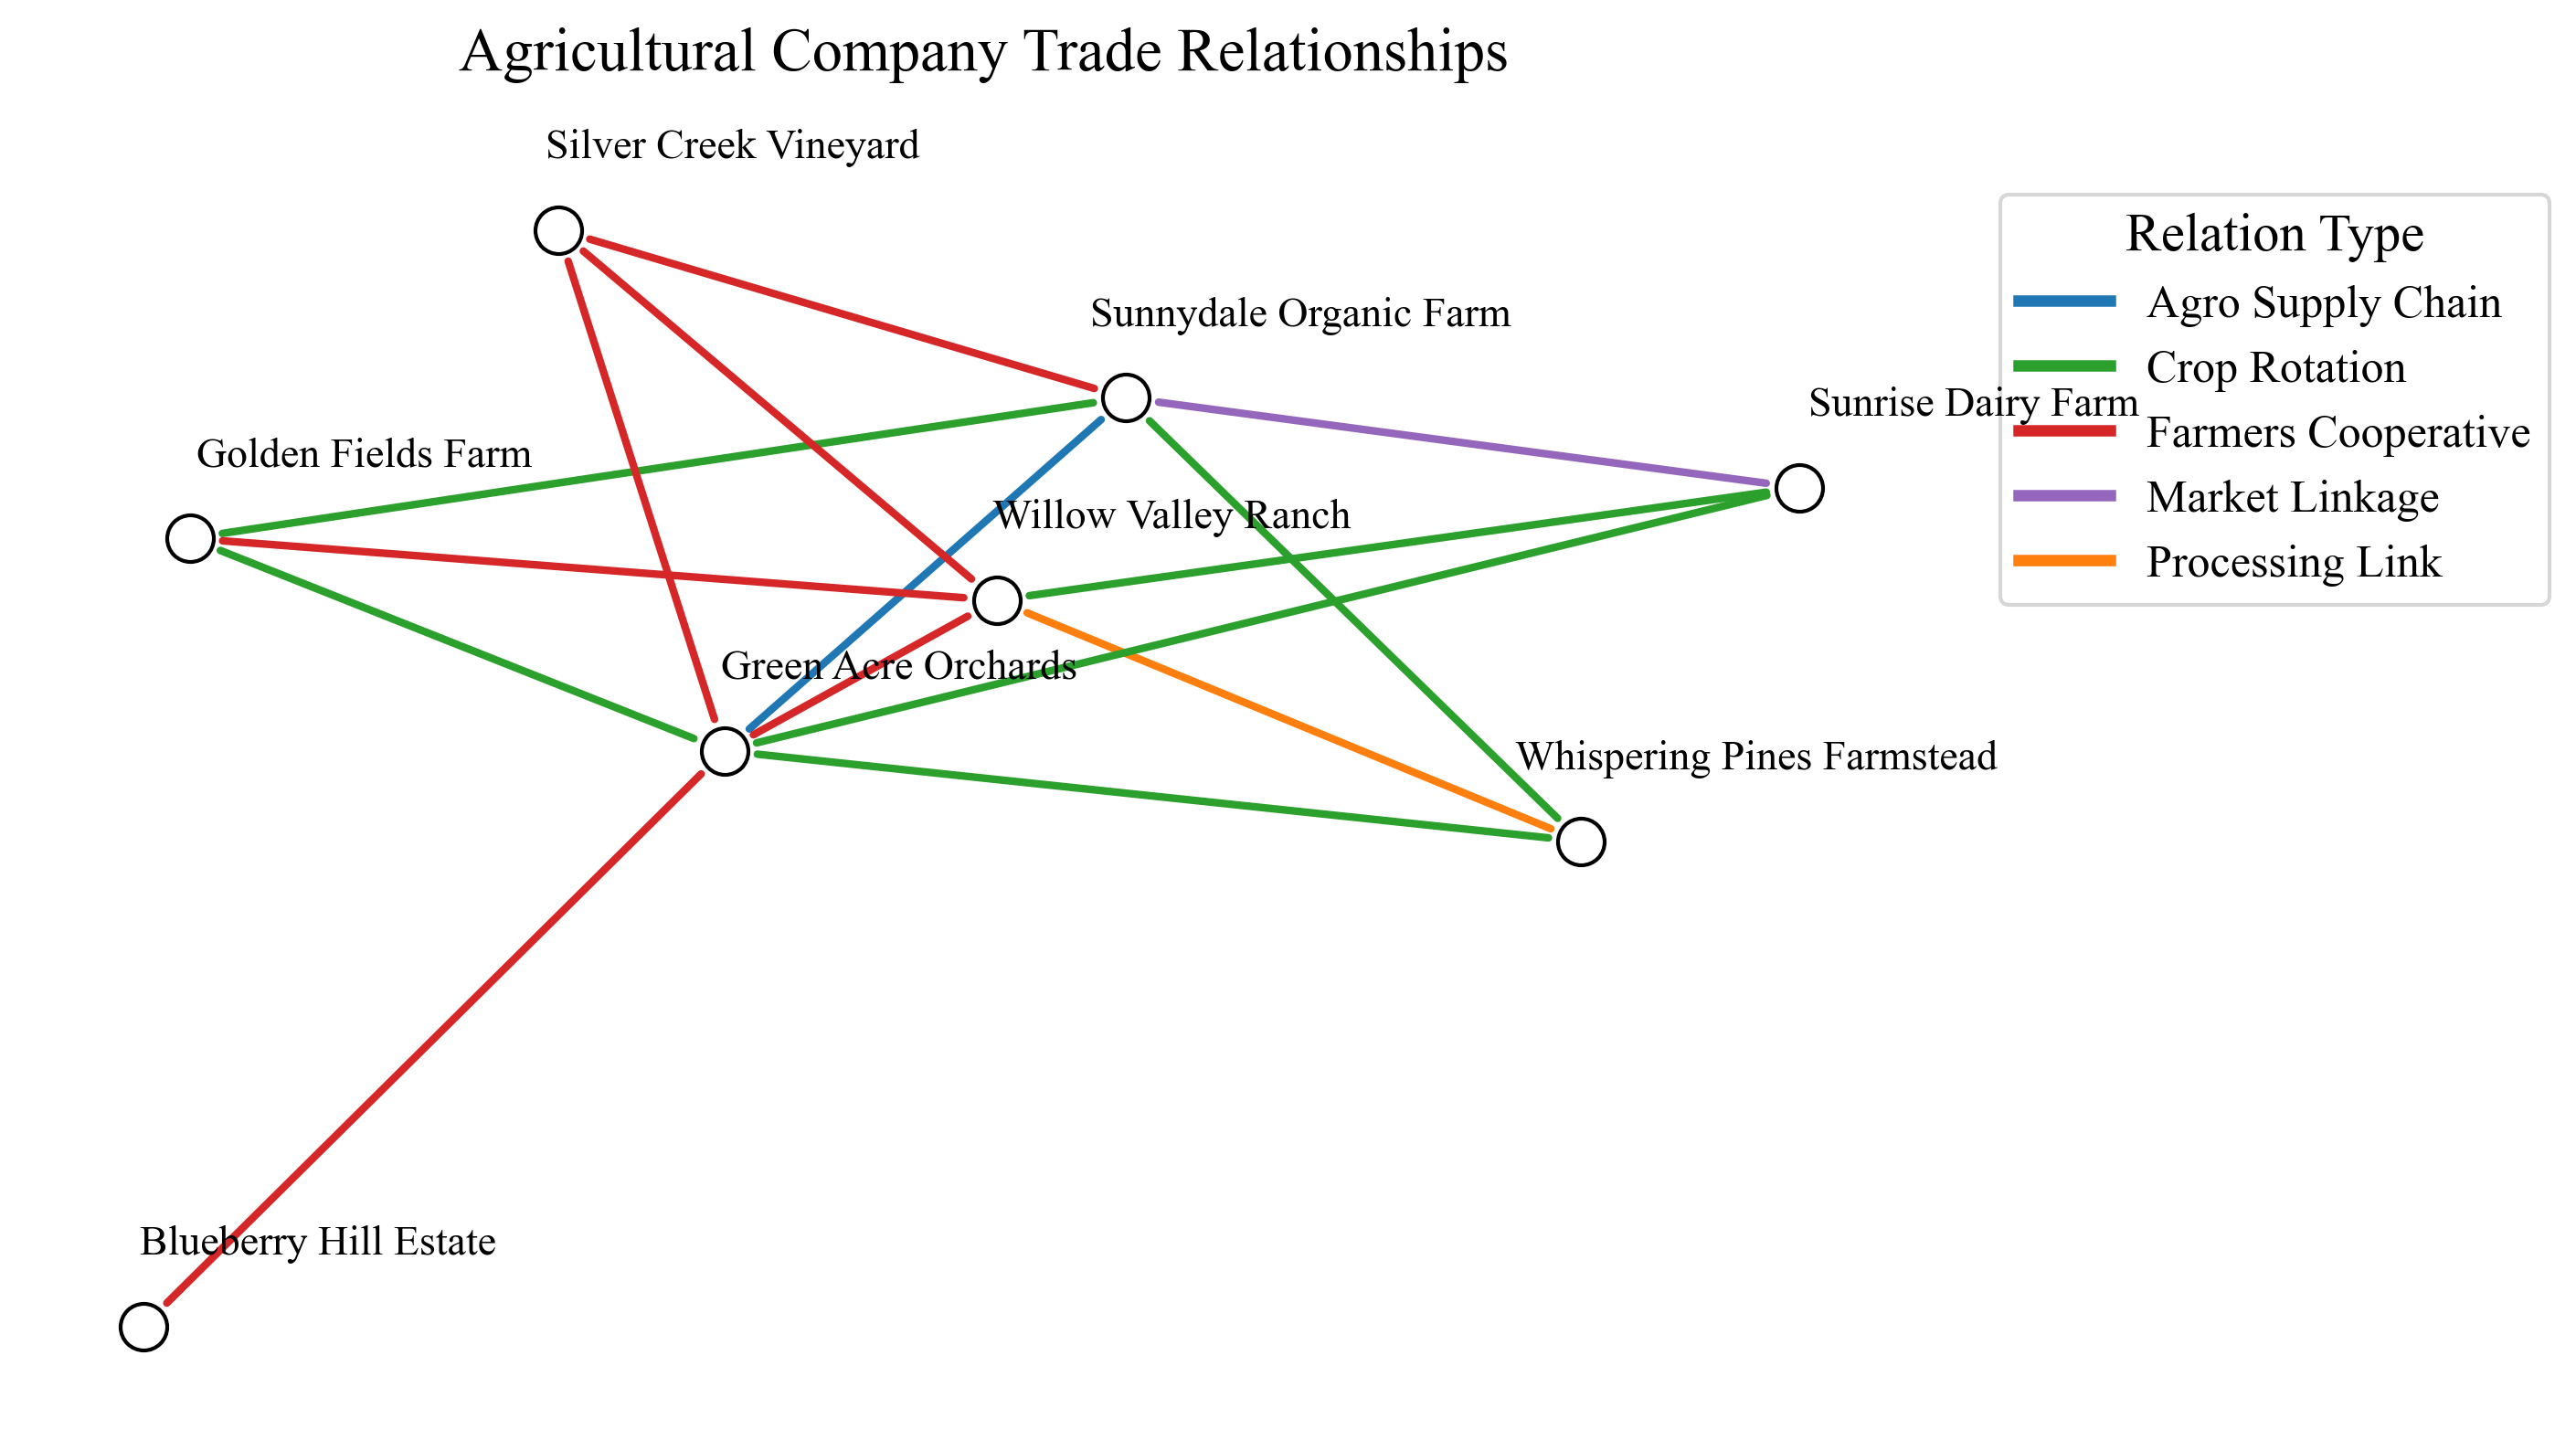 Agricultural Company Trade Relationships
Silver Creek Vineyard
Sunnydale Organic Farm
Sunrise Dairy Farm
Golden Fields Farm
Willow Valley Ranch
Green Acre Orchards
Whispering Pines Farmstead
Blueberry Hill Estate
Relation Type
Agro Supply Chain
Crop Rotation
Farmers Cooperative
Market Linkage
Processing Link